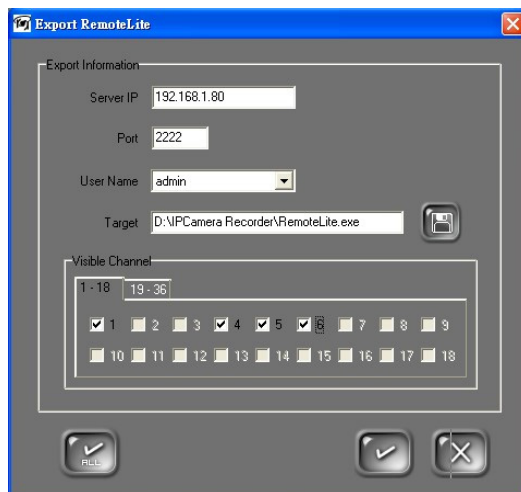 Export RemoteLite
Export Information
Server IP 192.168.1.80
Port 2222
User Name admin
Target D:\IPCamera Recorder\RemoteLite.exe
Visible Channel
1 - 18 19 - 36
1 2 3 4 5 6 7 8 9
10 11 12 13 14 15 16 17 18
ALL